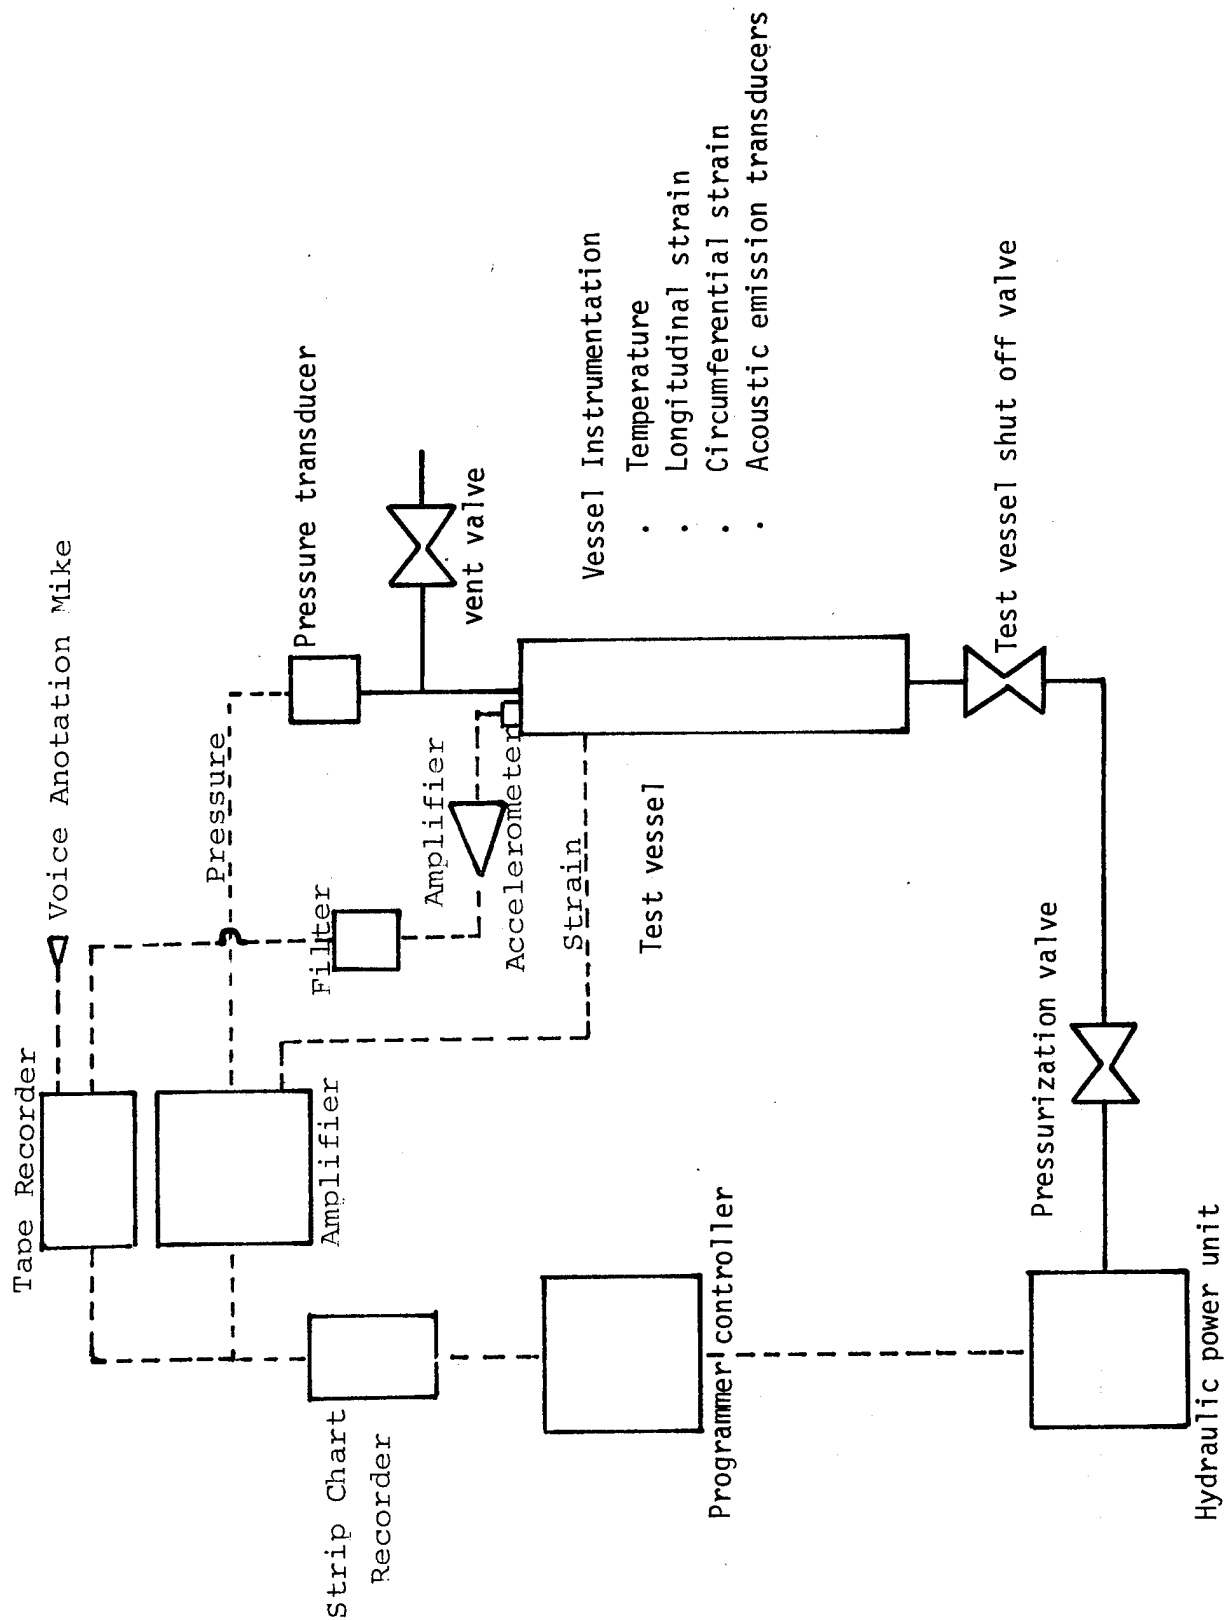 Tape Recorder
Voice Anotation Mike
Pressure
Pressure transducer
Amplifier
Filter
Amplifier
vent valve
Accelerometer
Strip Chart
Recorder
Strain
Vessel Instrumentation
. Temperature
. Longitudinal strain
. Circumferential strain
. Acoustic emission transducers
Test vessel
Programmer controller
Test vessel shut off valve
Pressurization valve
Hydraulic power unit